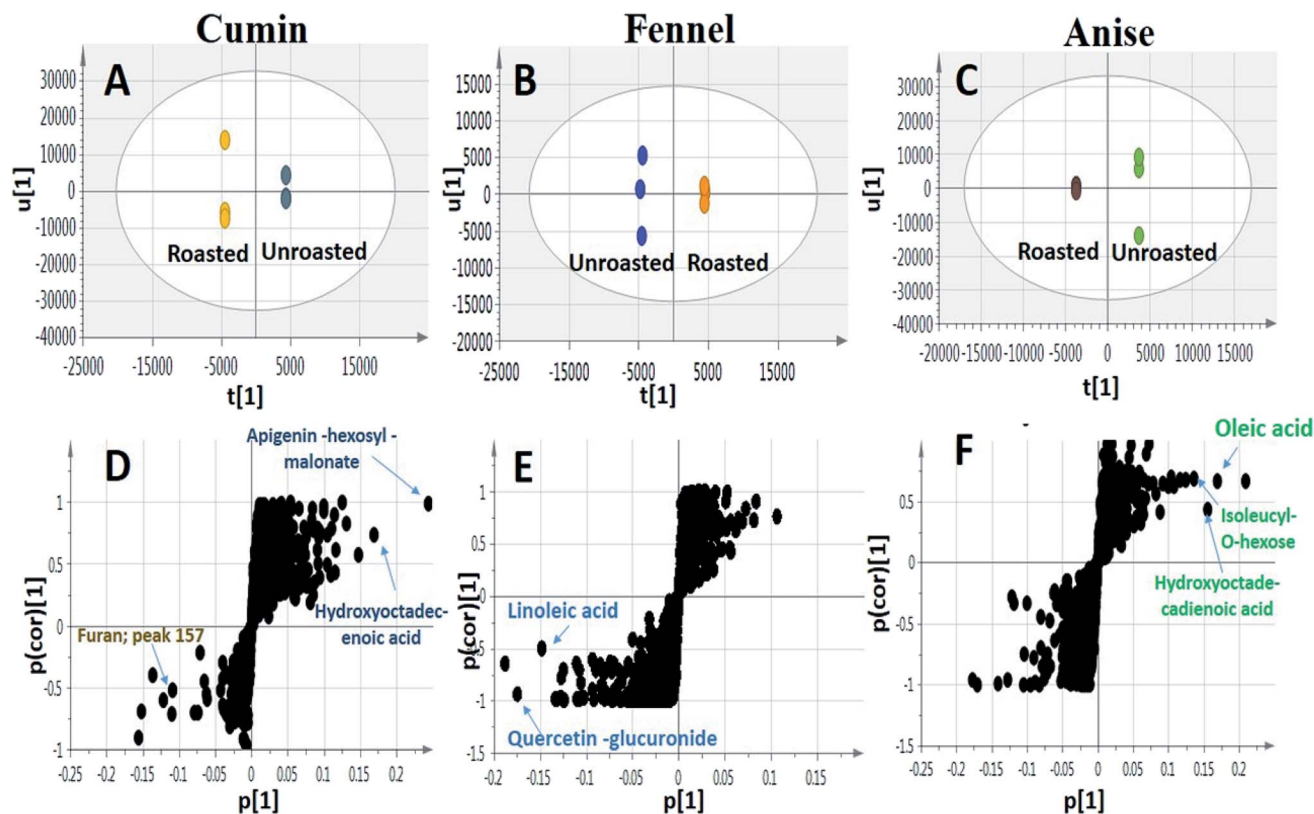 Cumin
Fennel
Anise
A
30000
20000
10000
0
-10000
-20000
-30000
-40000
u[1]
Roasted
Unroasted
-25000
-15000
-5000
5000
15000
t[1]
B
15000
10000
5000
0
-5000
-10000
-15000
-20000
u[1]
Unroasted
Roasted
-25000
-15000
-5000
5000
15000
t[1]
C
30000
20000
10000
0
-10000
-20000
-30000
-40000
u[1]
Roasted
Unroasted
-20000
-15000
-10000
-5000
0
5000
10000
15000
t[1]
D
Apigenin -hexosyl -
malonate
1
0.5
0
-0.5
-1
p(cor)[1]
Hydroxyoctadec-
enoic acid
Furan; peak 157
-0.25
-0.2
-0.15
-0.1
-0.05
0
0.05
0.1
0.15
0.2
p[1]
E
1
0.5
0
-0.5
-1
-1.5
p(cor)[1]
Linoleic acid
Quercetin -glucuronide
-0.2
-0.15
-0.1
-0.05
0
0.05
0.1
0.15
p[1]
F
Oleic acid
0.5
0
-0.5
-1
-1.5
p(cor)[1]
Isoleucyl-
O-hexose
Hydroxyoctade-
cadienoic acid
-0.25
-0.2
-0.15
-0.1
-0.05
0
0.05
0.1
0.15
0.2
p[1]